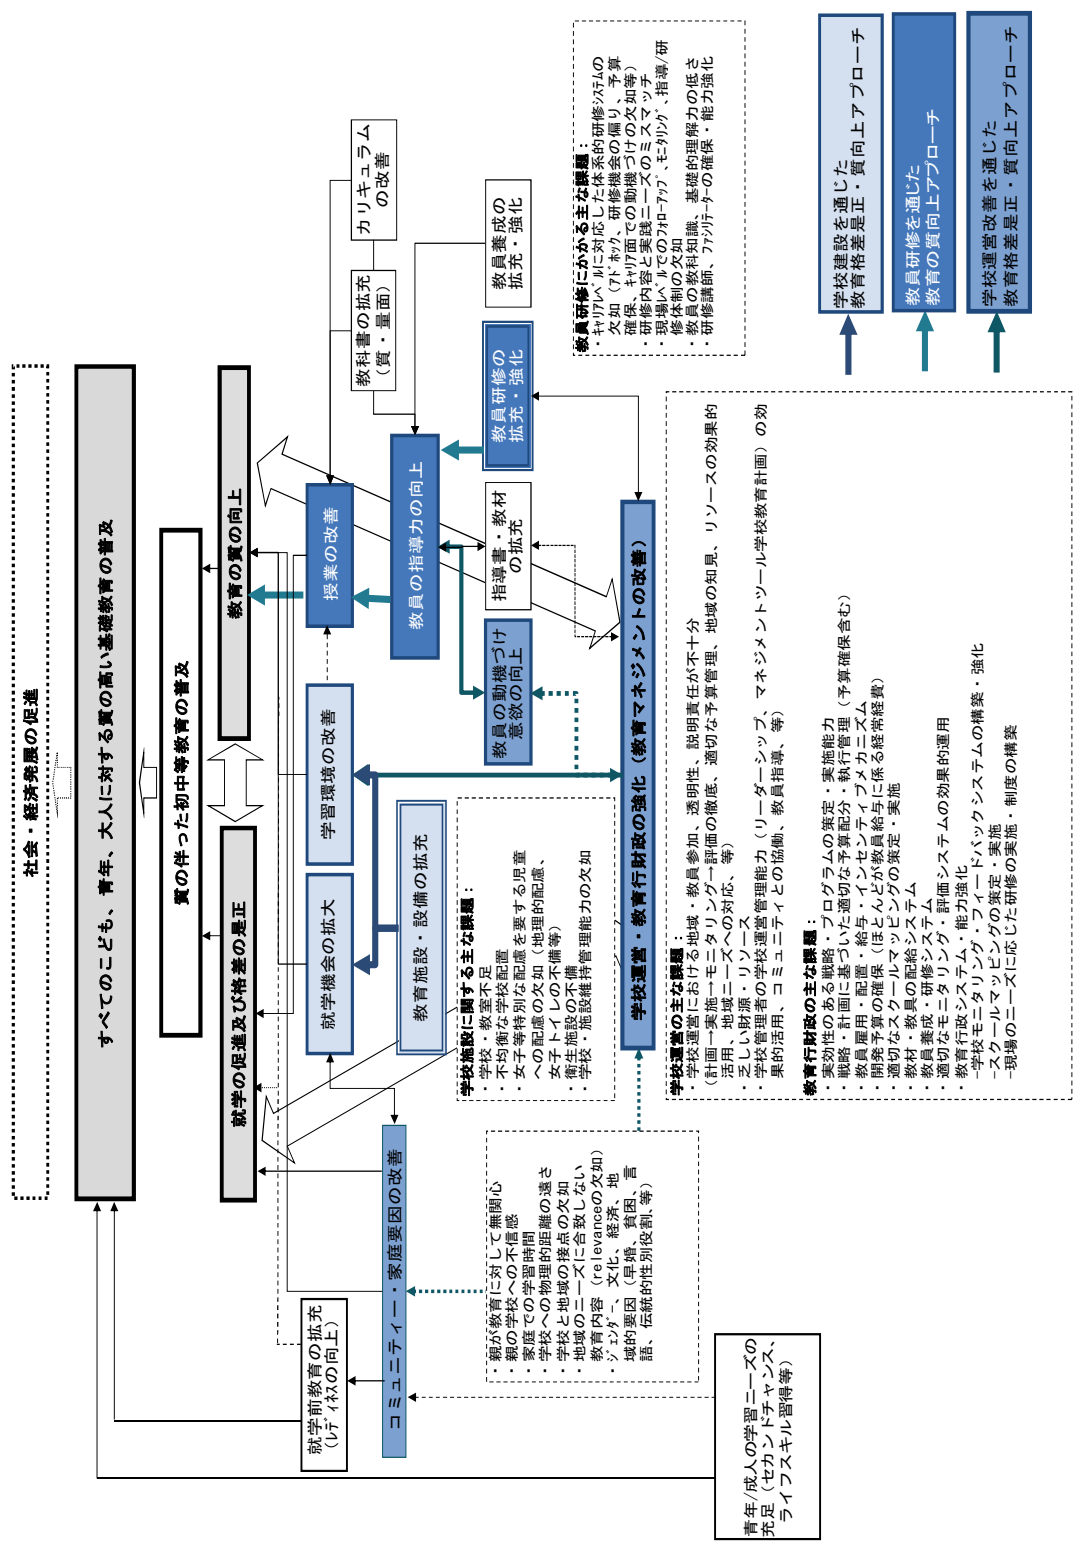 社会・経済発展の促進
すべてのこども、青年、大人に対する質の高い基礎教育の普及
質の伴った初中等教育の普及
就学の促進及び格差の是正
教育の質の向上
就学前教育の拡充
（ﾚﾃﾞｨﾈｽの向上）
就学機会の拡大
学習環境の改善
授業の改善
教科書の拡充
（質・量面）
カリキュラム
の改善
コミュニティー・家庭要因の改善
教育施設・設備の拡充
教員の指導力の向上
教員の動機づけ
意欲の向上
指導書・教材
の拡充
教員研修の
拡充・強化
教員養成の
拡充・強化
学校施設に関する主な課題：
・学校・教室不足
・不均衡な学校配置
・女子等特別な配慮を要する児童
への配慮の欠如（地理的配慮、
女子トイレの不備等）
・衛生施設の不備
・学校・施設維持管理能力の欠如
・親が教育に対して無関心
・親の学校への不信感
・家庭での学習時間
・学校への物理的距離の遠さ
・学校と地域の接点の欠如
・地域のニーズに合致しない
教育内容（relevanceの欠如）
・ｼﾞｪﾝﾀﾞｰ、文化、経済、地
域的要因（早婚、貧困、言
語、伝統的性別役割､等）
教員研修にかかる主な課題：
・ｷｬﾘｱﾚﾍﾞﾙに対応した体系的研修ｼｽﾃﾑの
欠如（ｱﾄﾞﾎｯｸ、研修機会の偏り、予算
確保、ｷｬﾘｱ面での動機づけの欠如等）
・研修内容と実践ニーズのミスマッチ
・現場ﾚﾍﾞﾙでのﾌｫﾛｰｱｯﾌﾟ､ﾓﾆﾀﾘﾝｸﾞ､指導/研
修体制の欠如
・教員の教科知識、基礎的理解力の低さ
・研修講師、ﾌｧｼﾘﾃｰﾀｰの確保・能力強化
学校運営・教育行財政の強化（教育マネジメントの改善）
学校運営の主な課題：
・学校運営における地域・教員参加、透明性、説明責任が不十分
（計画→実施→モニタリング→評価の徹底、適切な予算管理、地域の知見、リソースの効果的
活用、地域ニーズへの対応、等）
・乏しい財源・リソース
・学校管理者の学校運営管理能力（リーダーシップ、マネジメントツール学校教育計画）の効
果的活用、コミュニティとの協働、教員指導、等）
教育行財政の主な課題：
・実効性のある戦略・プログラムの策定・実施能力
・戦略・計画に基づいた適切な予算配分・執行管理（予算確保含む）
・教員雇用・配置・給与・インセンティブメカニズム
・開発予算の確保（ほとんどが教員給与に係る経常経費）
・適切なスクールマッピングの策定・実施
・教材・教具の配給システム
・教員養成・研修システム
・適切なモニタリング・評価システムの効果的運用
・教育行政システム・能力強化
−学校モニタリング・フィードバックシステムの構築・強化
−スクールマッピングの策定・実施
−現場のニーズに応じた研修の実施・制度の構築
青年/成人の学習ニーズの
充足（セカンドチャンス、
ライフスキル習得等）
学校建設を通じた
教育格差是正・質向上アプローチ
教員研修を通じた
教育の質向上アプローチ
学校運営改善を通じた
教育格差是正・質向上アプローチ